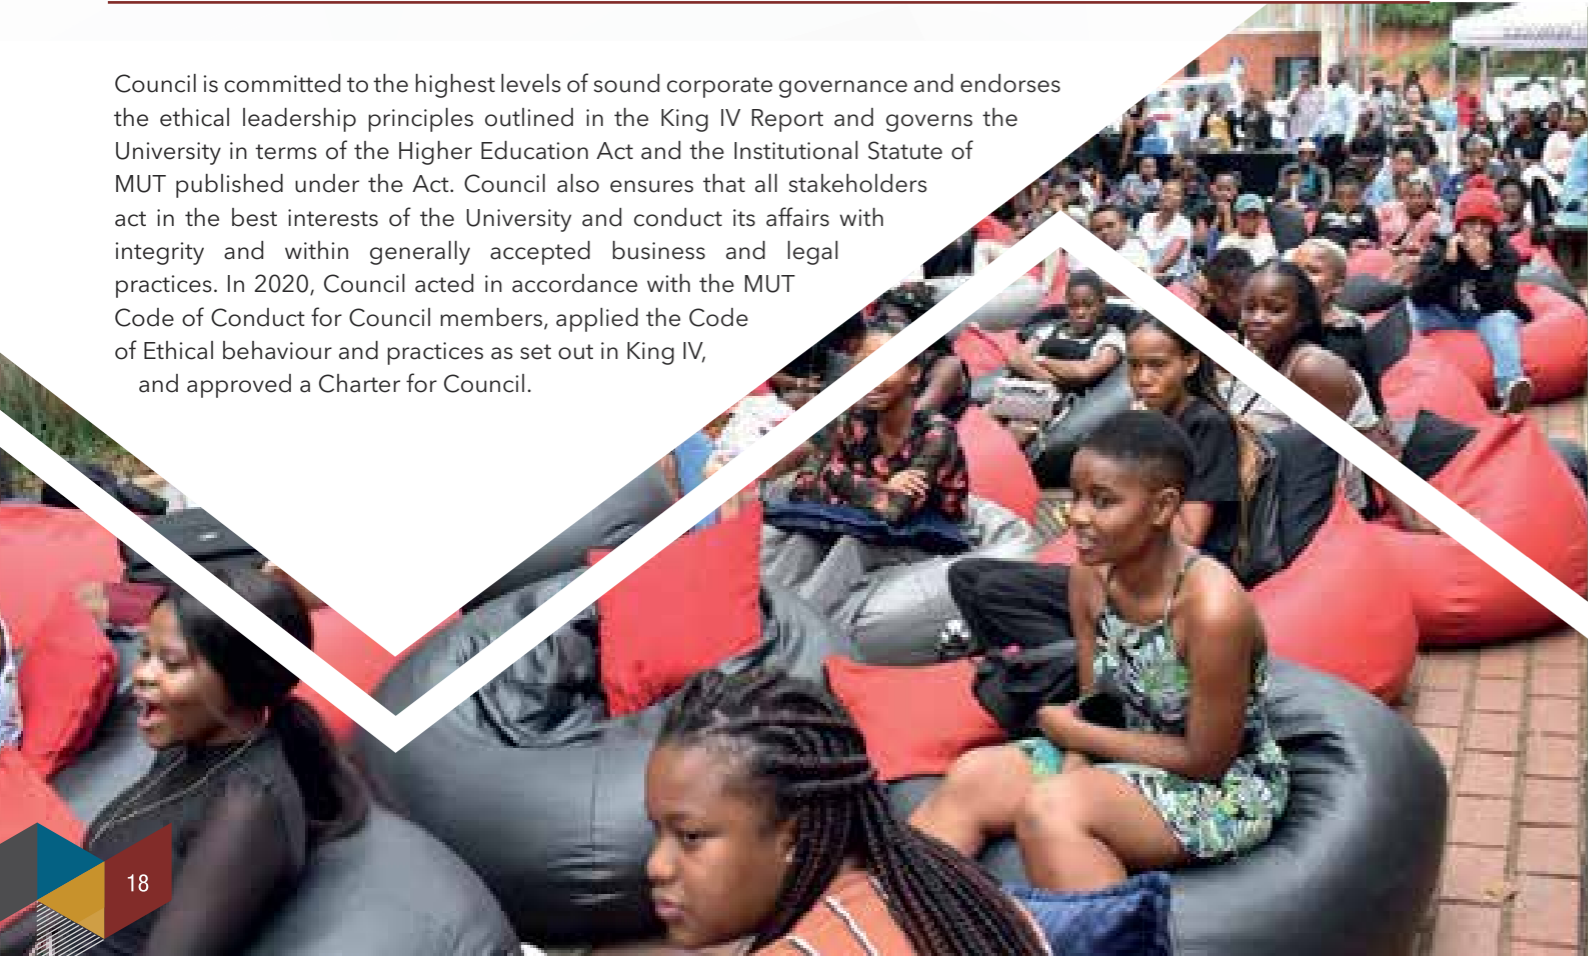 Council is committed to the highest levels of sound corporate governance and endorses
the ethical leadership principles outlined in the King IV Report and governs the
University in terms of the Higher Education Act and the Institutional Statute of
MUT published under the Act. Council also ensures that all stakeholders
act in the best interests of the University and conduct its affairs with
integrity and within generally accepted business and legal
practices. In 2020, Council acted in accordance with the MUT
Code of Conduct for Council members, applied the Code
of Ethical behaviour and practices as set out in King IV,
and approved a Charter for Council.
18